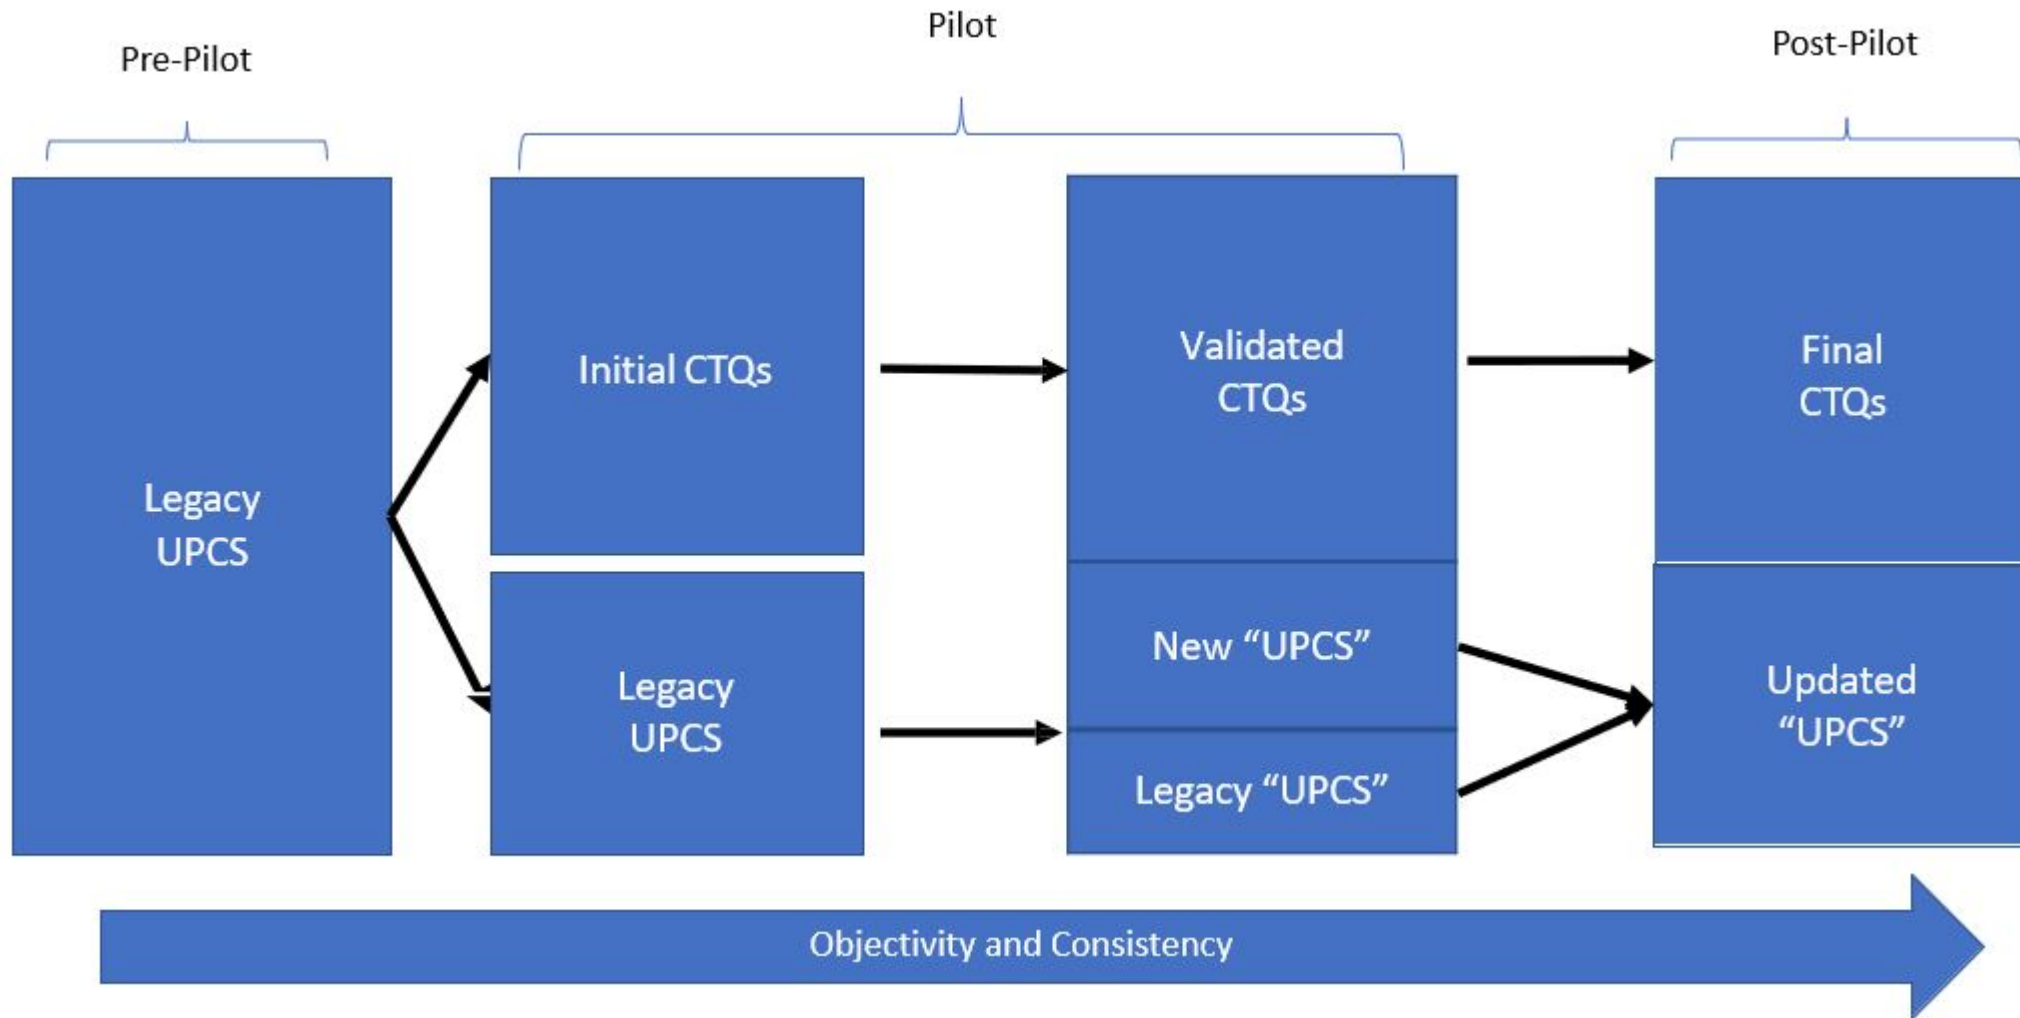 Pre-Pilot
Pilot
Post-Pilot
Legacy
UPCS
Initial CTQs
Legacy
UPCS
Validated
CTQs
New “UPCS”
Legacy “UPCS”
Final
CTQs
Updated
“UPCS”
Objectivity and Consistency